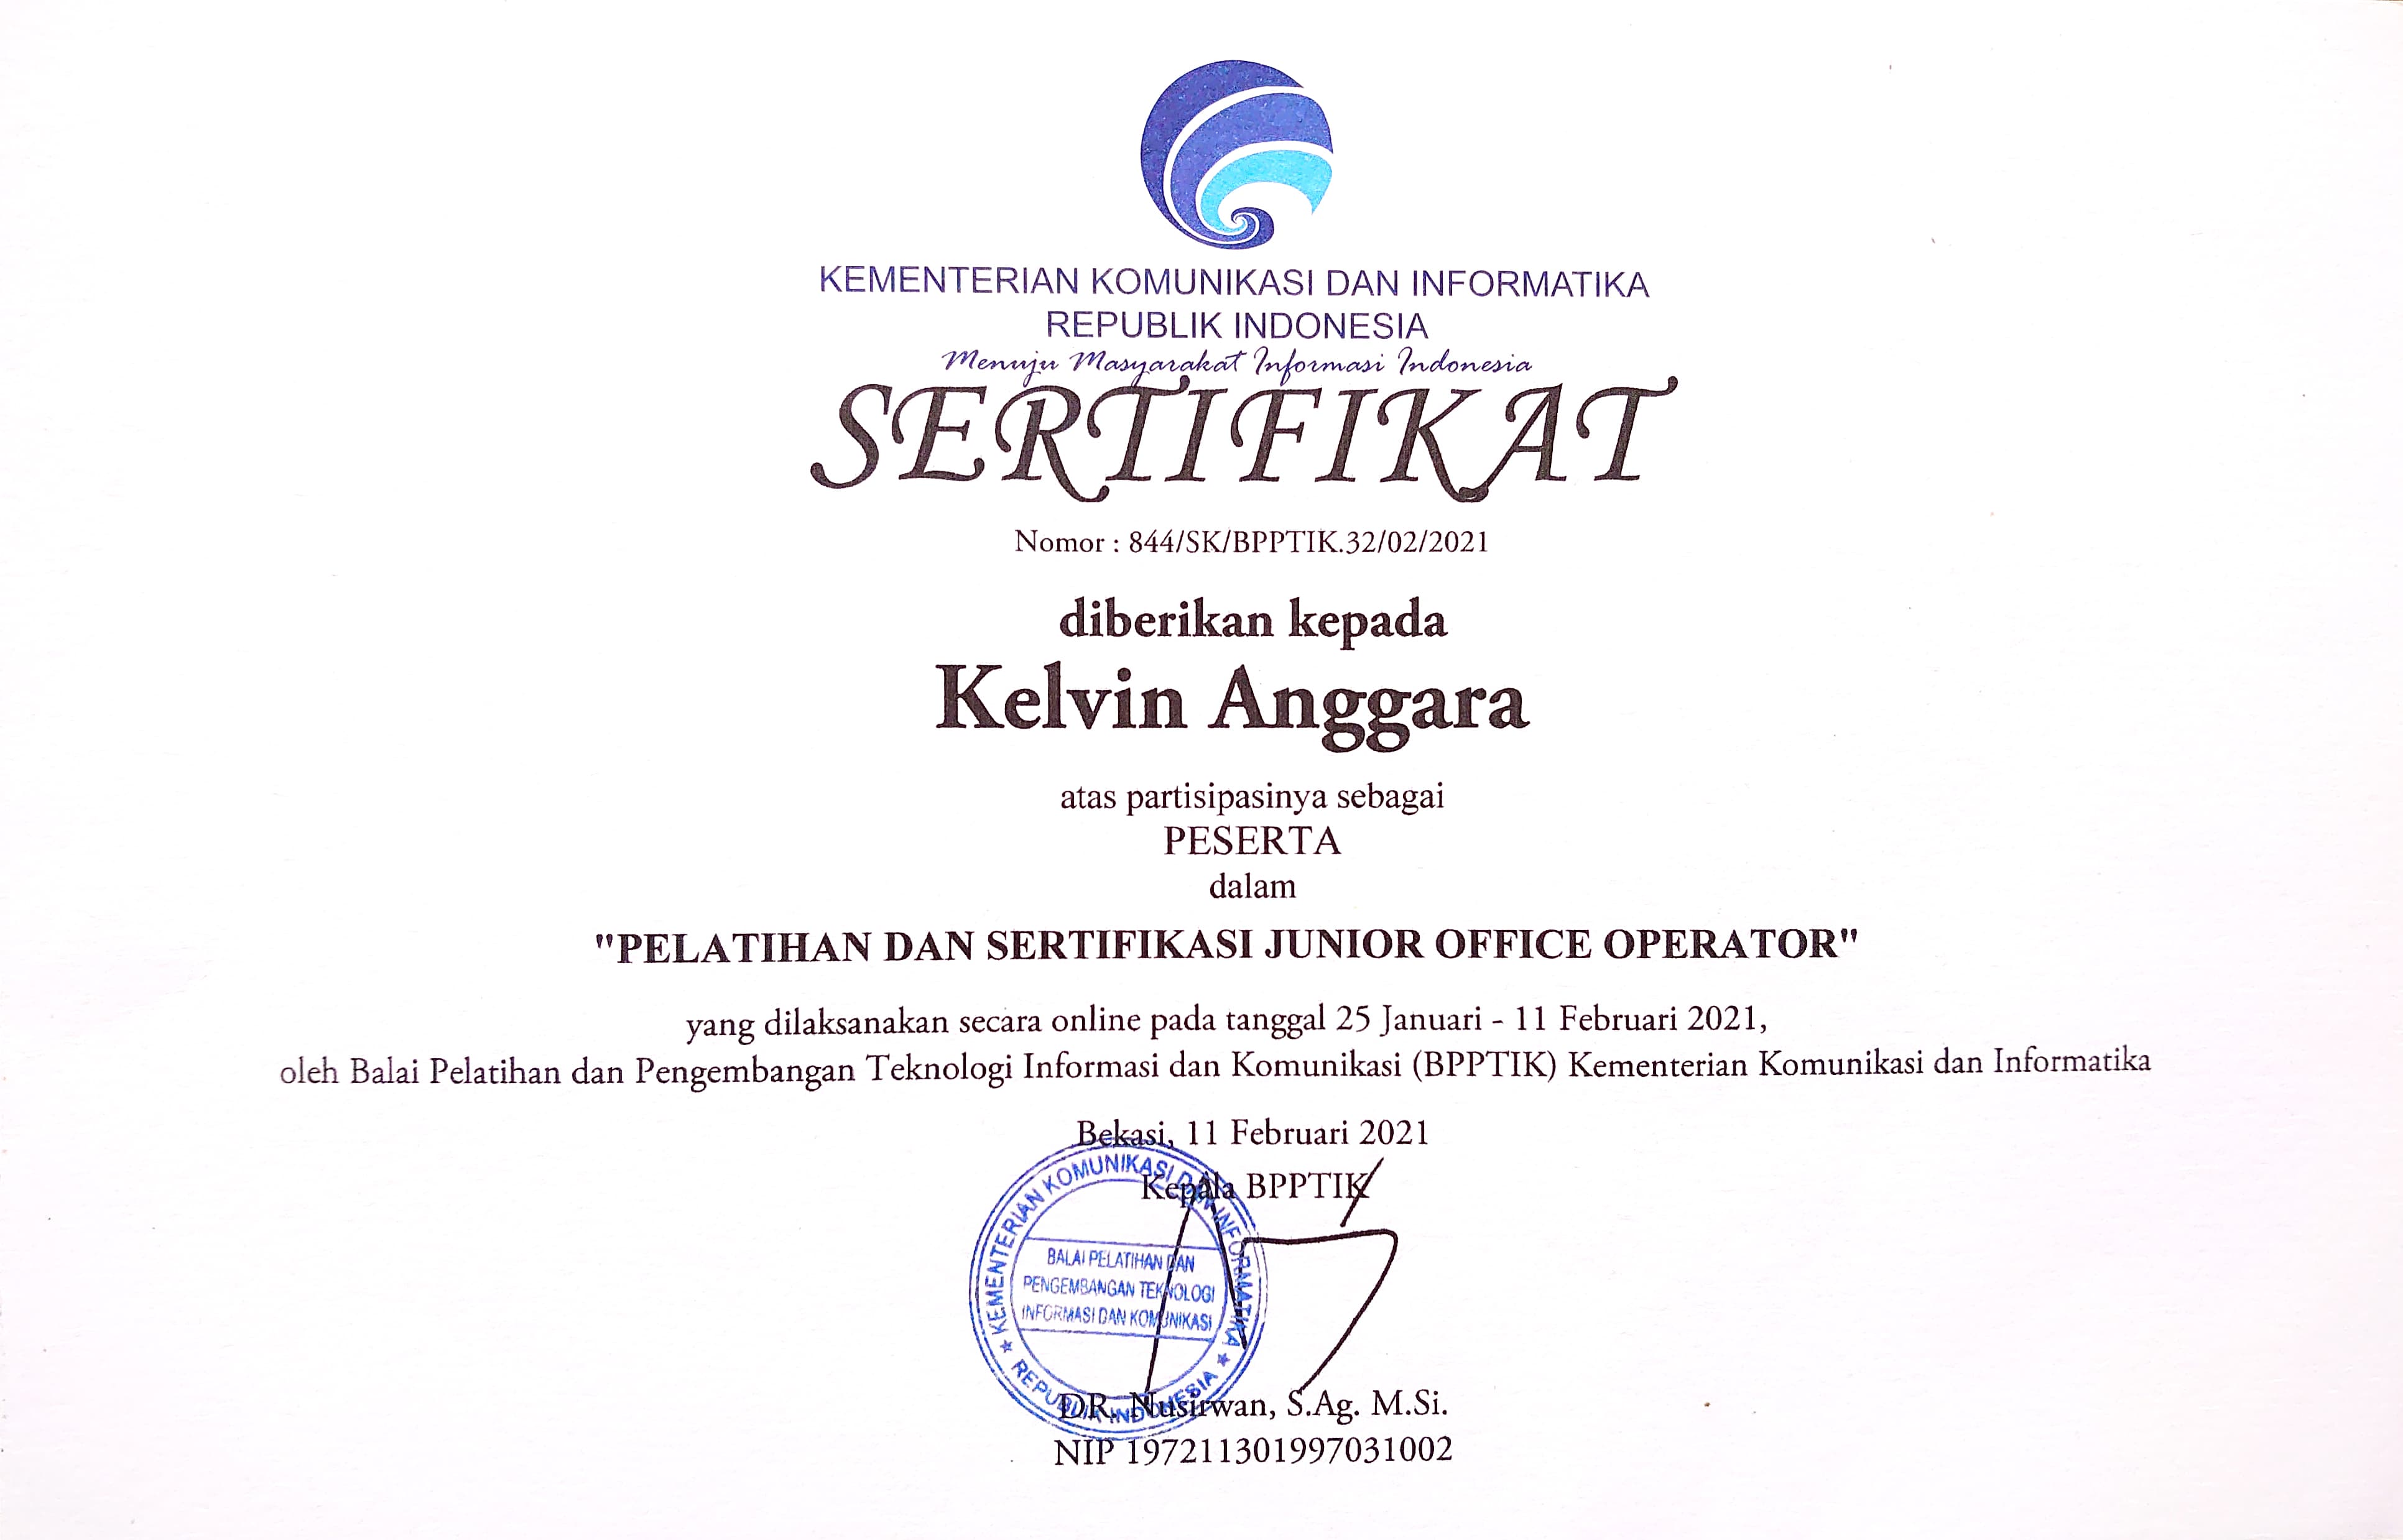 KEMENTERIAN KOMUNIKASI DAN INFORMATIKA
REPUBLIK INDONESIA
Menuju Masyarakat Informasi Indonesia
SERTIFIKAT
Nomor : 844/SK/BPPTIK.32/02/2021
diberikan kepada
Kelvin Anggara
atas partisipasinya sebagai
PESERTA
dalam
"PELATIHAN DAN SERTIFIKASI JUNIOR OFFICE OPERATOR"
yang dilaksanakan secara online pada tanggal 25 Januari - 11 Februari 2021,
oleh Balai Pelatihan dan Pengembangan Teknologi Informasi dan Komunikasi (BPPTIK) Kementerian Komunikasi dan Informatika
Bekasi, 11 Februari 2021
Kepala BPPTIK
KEMENTERIAN KOMUNIKASI DAN INFORMATIKA
BALAI PELATIHAN DAN
PENGEMBANGAN TEKNOLOGI
INFORMASI DAN KOMUNIKASI
REPUBLIK INDONESIA
DR. Nusirwan, S.Ag. M.Si.
NIP 197211301997031002